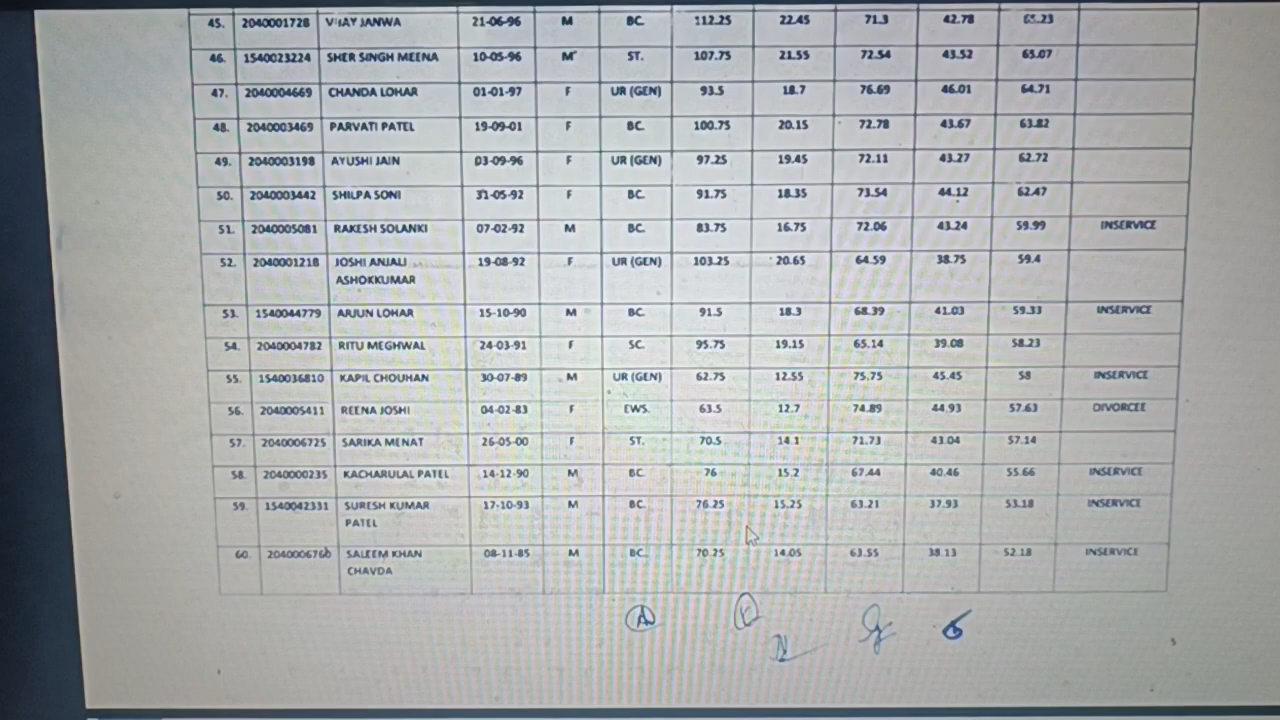 45. 2040001728 VIJAY JANWA 21-06-96 M BC. 112.25 22.45 71.3 42.78 65.23
46. 1540023224 SHER SINGH MEENA 10-05-96 M ST. 107.75 21.55 72.54 43.52 65.07
47. 2040004669 CHANDA LOHAR 01-01-97 F UR (GEN) 93.5 18.7 76.69 46.01 64.71
48. 2040003469 PARVATI PATEL 19-09-01 F BC. 100.75 20.15 72.78 43.67 63.82
49. 2040003198 AYUSHI JAIN 03-09-96 F UR (GEN) 97.25 19.45 72.11 43.27 62.72
50. 2040003442 SHILPA SONI 31-05-92 F BC. 91.75 18.35 73.54 44.12 62.47
51. 2040005081 RAKESH SOLANKI 07-02-92 M BC. 83.75 16.75 72.06 43.24 59.99 INSERVICE
52. 2040001218 JOSHI ANJALI 19-08-92 F UR (GEN) 103.25 20.65 64.59 38.75 59.4
ASHOKKUMAR
53. 1540044779 ARJUN LOHAR 15-10-90 M BC. 91.5 18.3 68.39 41.03 59.33 INSERVICE
54. 2040004782 RITU MEGHWAL 24-03-91 F SC. 95.75 19.15 65.14 39.08 58.23
55. 1540036810 KAPIL CHOUHAN 30-07-89 M UR (GEN) 62.75 12.55 75.75 45.45 58 INSERVICE
56. 2040005411 REENA JOSHI 04-02-83 F EWS. 63.5 12.7 74.89 44.93 57.63 DIVORCEE
57. 2040006725 SARIKA MENAT 26-05-00 F ST. 70.5 14.1 71.73 43.04 57.14
58. 2040000235 KACHARULAL PATEL 14-12-90 M BC. 76 15.2 67.44 40.46 55.66 INSERVICE
59. 1540042331 SURESH KUMAR 17-10-93 M BC. 76.25 15.25 63.21 37.93 53.18 INSERVICE
PATEL
60. SALEEM KHAN 08-11-85 M BC. 70.25 14.05 63.55 38.13 52.18 INSERVICE
CHAVDA